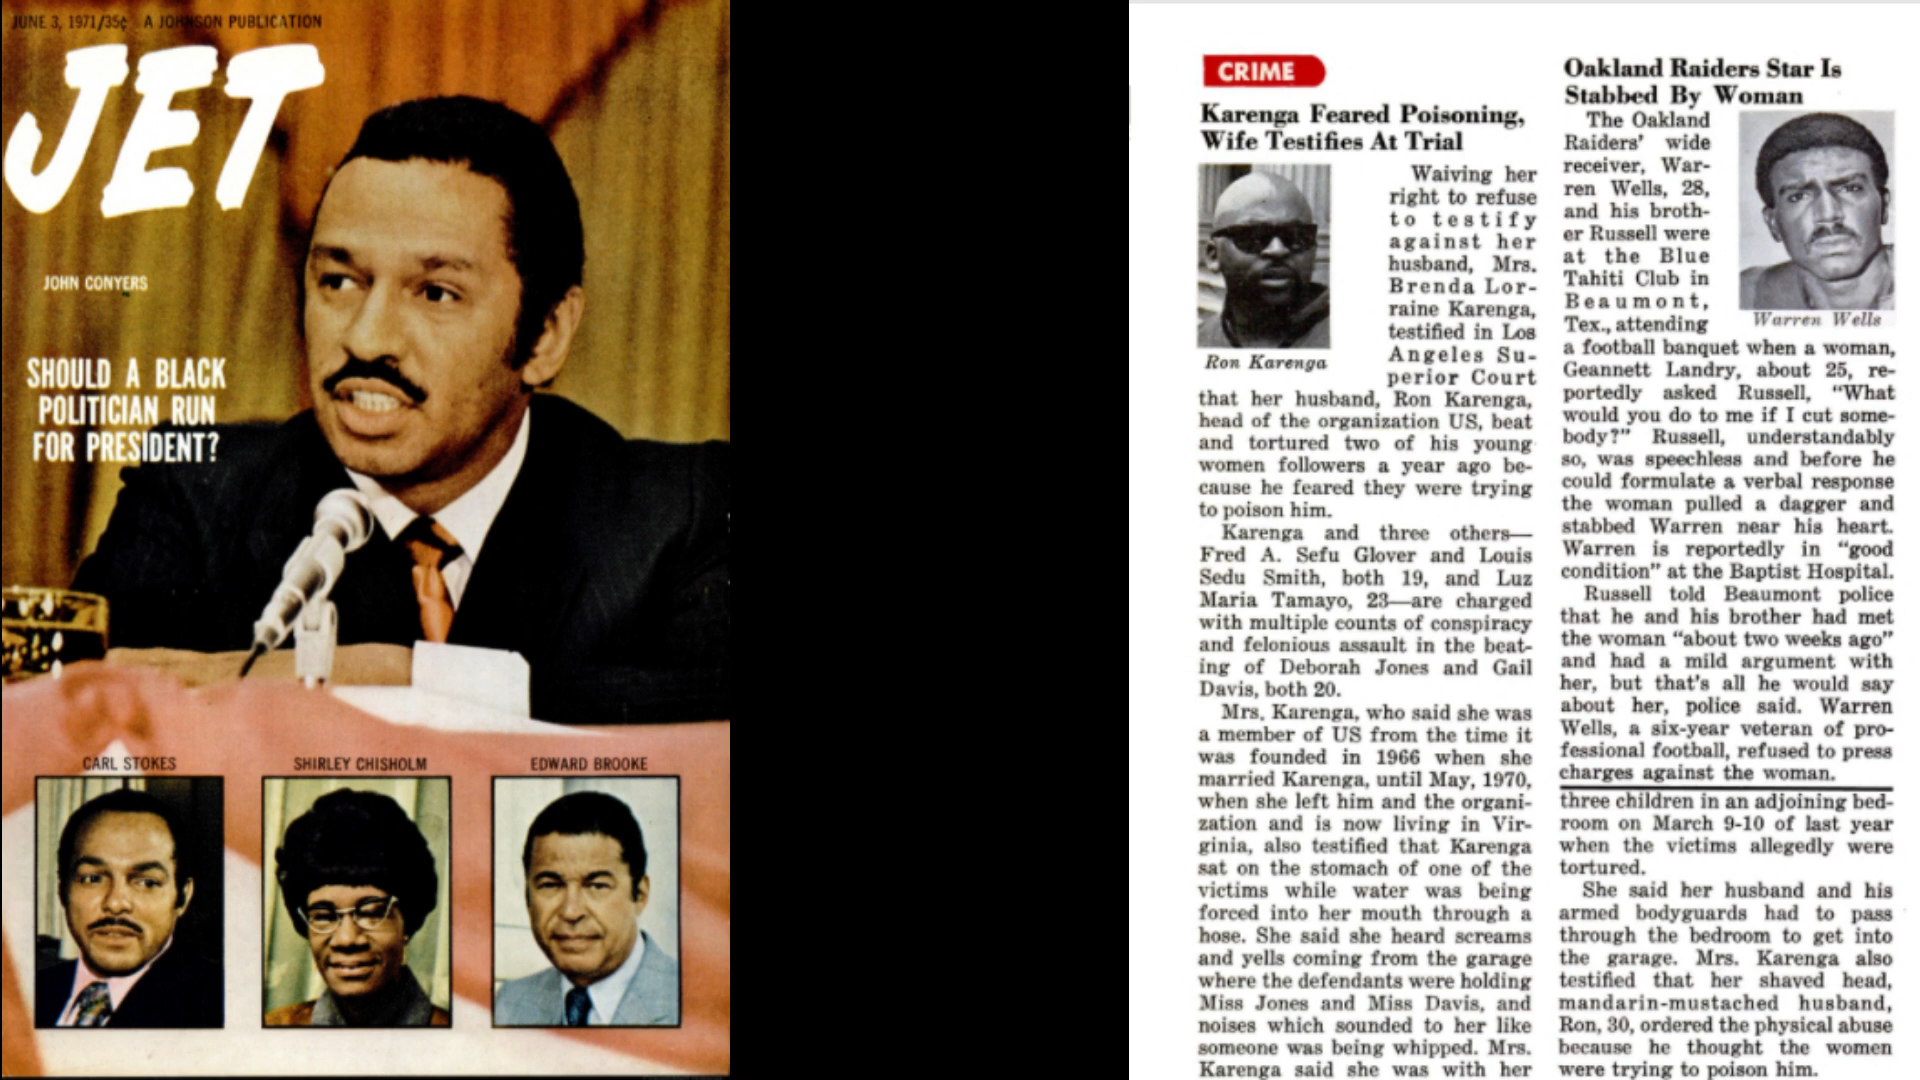 JUNE 3, 1971/35¢ A JOHNSON PUBLICATION
JET
JOHN CONYERS
SHOULD A BLACK
POLITICIAN RUN
FOR PRESIDENT?
CARL STOKES
SHIRLEY CHISHOLM
EDWARD BROOKE
CRIME
Karenga Feared Poisoning,
Wife Testifies At Trial
Waiving her
right to refuse
to testify
against her
husband, Mrs.
Brenda Lor-
raine Karenga,
testified in Los
Angeles Su-
perior Court
Ron Karenga
that her husband, Ron Karenga,
head of the organization US, beat
and tortured two of his young
women followers a year ago be-
cause he feared they were trying
to poison him.
Karenga and three others—
Fred A. Sefu Glover and Louis
Sedu Smith, both 19, and Luz
Maria Tamayo, 23—are charged
with multiple counts of conspiracy
and felonious assault in the beat-
ing of Deborah Jones and Gail
Davis, both 20.
Mrs. Karenga, who said she was
a member of US from the time it
was founded in 1966 when she
married Karenga, until May, 1970,
when she left him and the organi-
zation and is now living in Vir-
ginia, also testified that Karenga
sat on the stomach of one of the
victims while water was being
forced into her mouth through a
hose. She said she heard screams
and yells coming from the garage
where the defendants were holding
Miss Jones and Miss Davis, and
noises which sounded to her like
someone was being whipped. Mrs.
Karenga said she was with her
Oakland Raiders Star Is
Stabbed By Woman
The Oakland
Raiders' wide
receiver, War-
ren Wells, 28,
and his broth-
er Russell were
at the Blue
Tahiti Club in
Beaumont,
Tex., attending
Warren Wells
a football banquet when a woman,
Geannett Landry, about 25, re-
portedly asked Russell, "What
would you do to me if I cut some-
body?" Russell, understandably
so, was speechless and before he
could formulate a verbal response
the woman pulled a dagger and
stabbed Warren near his heart.
Warren is reportedly in "good
condition" at the Baptist Hospital.
Russell told Beaumont police
that he and his brother had met
the woman "about two weeks ago"
and had a mild argument with
her, but that's all he would say
about her, police said. Warren
Wells, a six-year veteran of pro-
fessional football, refused to press
charges against the woman.
three children in an adjoining bed-
room on March 9-10 of last year
when the victims allegedly were
tortured.
She said her husband and his
armed bodyguards had to pass
through the bedroom to get into
the garage. Mrs. Karenga also
testified that her shaved head,
mandarin-mustached husband,
Ron, 30, ordered the physical abuse
because he thought the women
were trying to poison him.